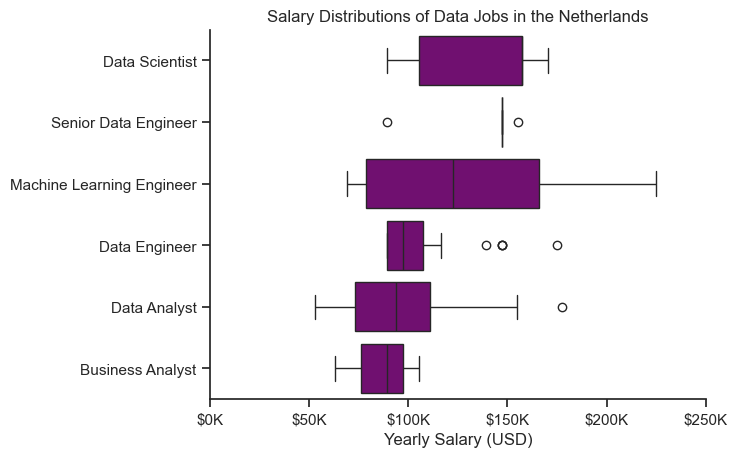 Salary Distributions of Data Jobs in the Netherlands
Data Scientist
Senior Data Engineer
Machine Learning Engineer
Data Engineer
Data Analyst
Business Analyst
$0K $50K $100K $150K $200K $250K
Yearly Salary (USD)